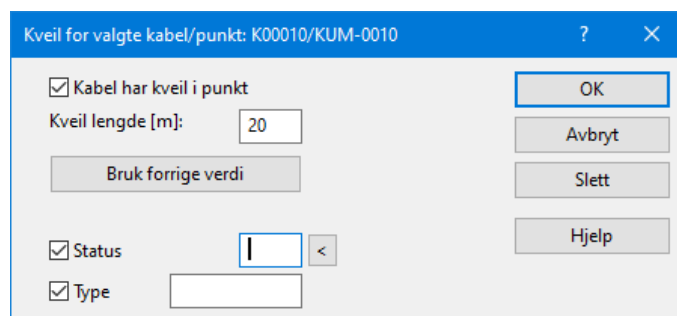 Kveil for valgte kabel/punkt: K00010/KUM-0010 ? ×
Kabel har kveil i punkt
OK
Kveil lengde [m]: 20
Avbryt
Bruk forrige verdi
Slett
Hjelp
Status <
Type